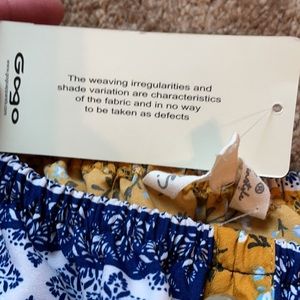 Gogo
The weaving irregularities and
shade variation are characteristics
of the fabric and in no way
to be taken as defects